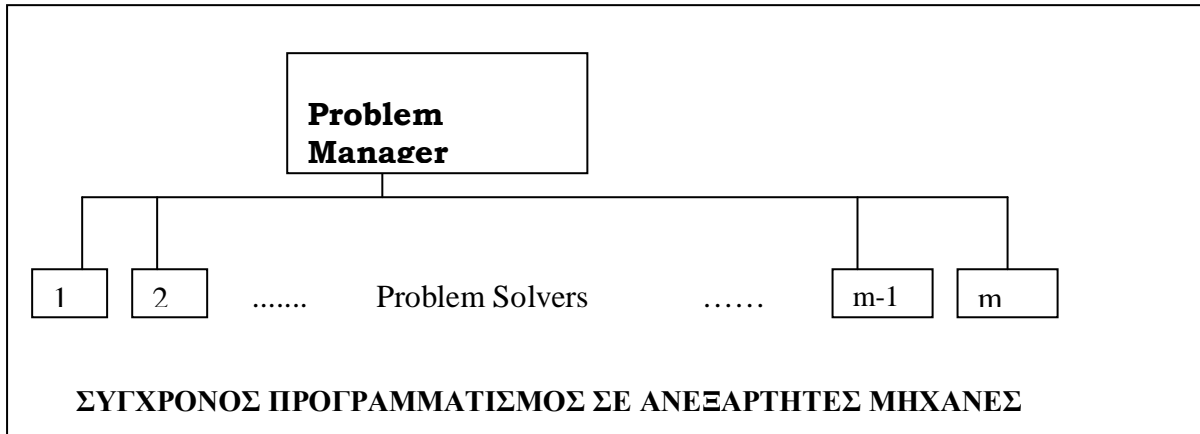 Problem
Manager
1 2 ....... Problem Solvers ...... m-1 m
ΣΥΓΧΡΟΝΟΣ ΠΡΟΓΡΑΜΜΑΤΙΣΜΟΣ ΣΕ ΑΝΕΞΑΡΤΗΤΕΣ ΜΗΧΑΝΕΣ